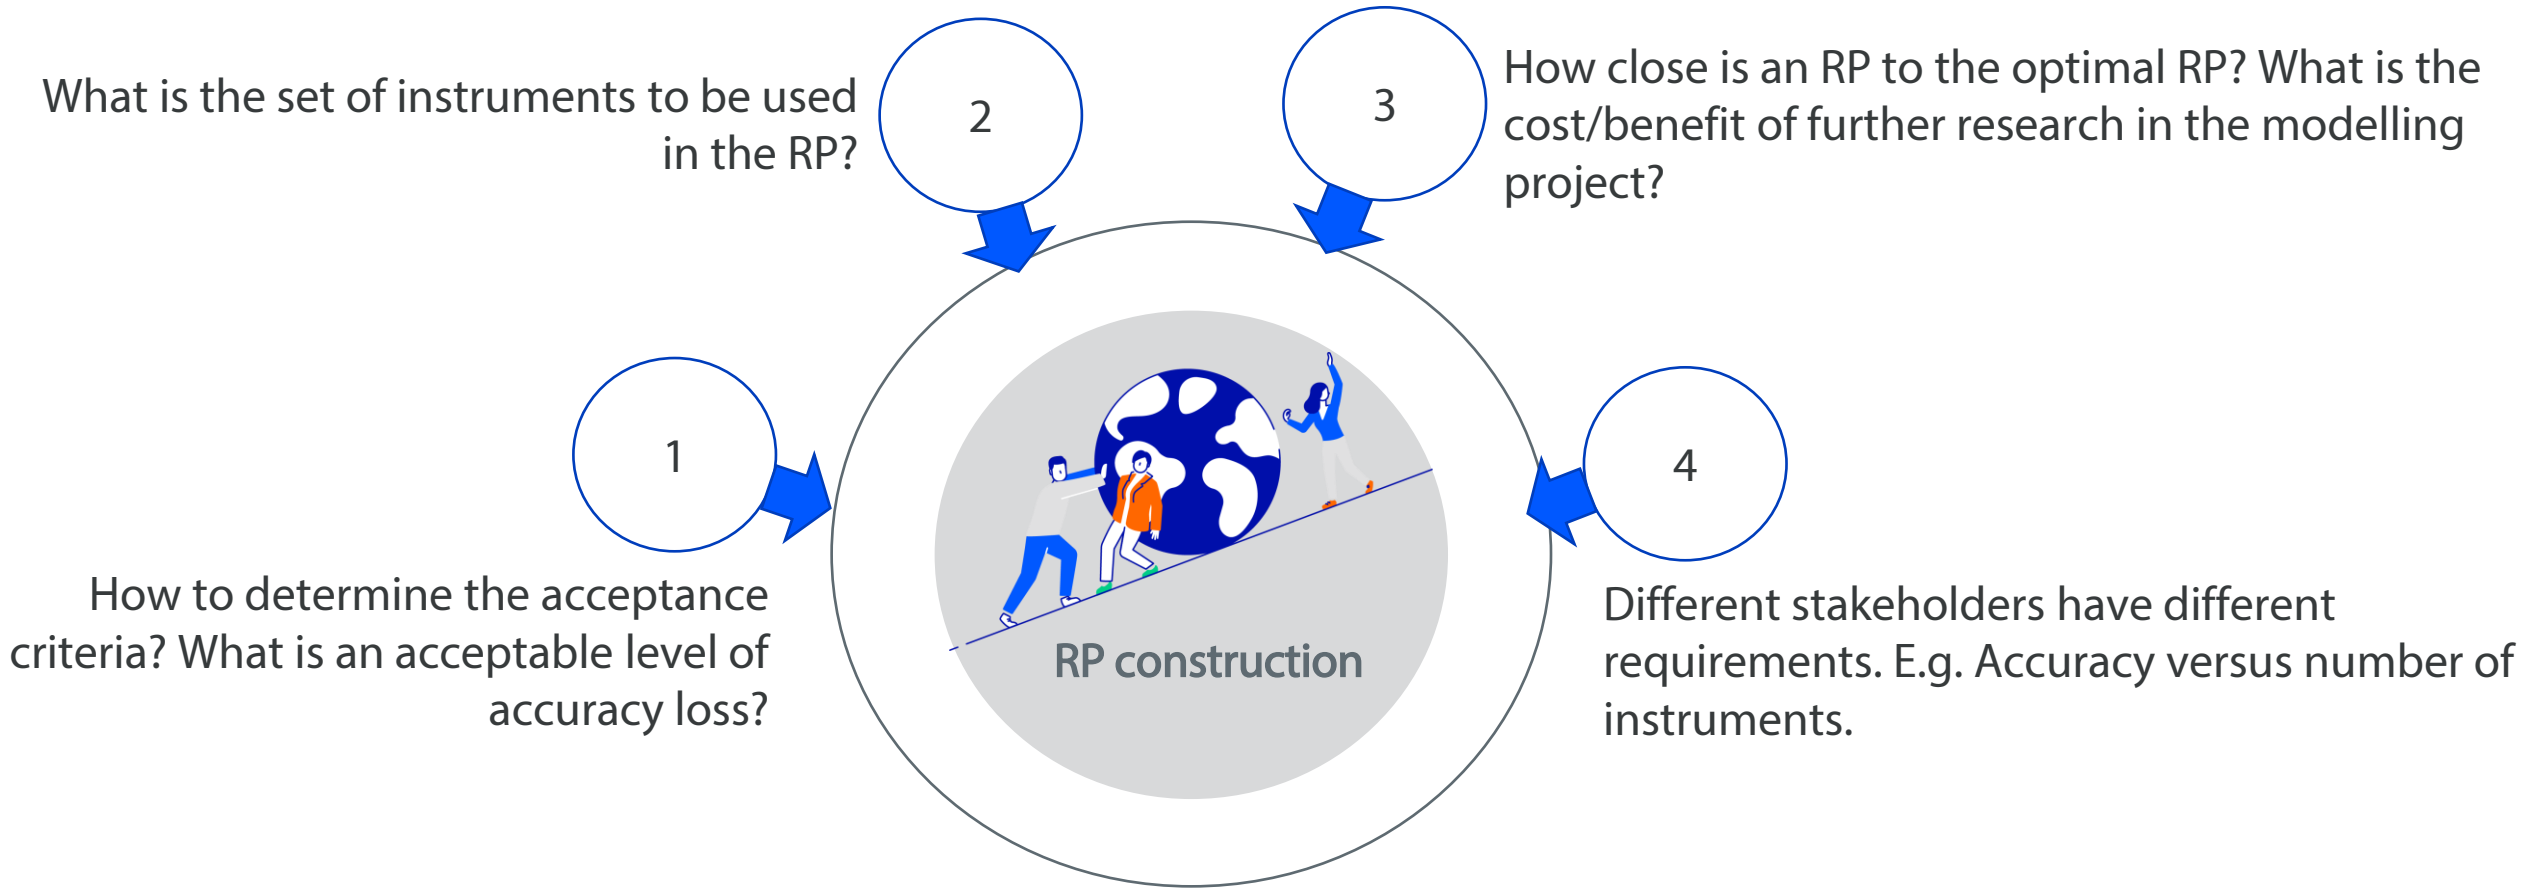 1
How to determine the acceptance
criteria? What is an acceptable level of
accuracy loss?
2
What is the set of instruments to be used
in the RP?
3
How close is an RP to the optimal RP? What is the
cost/benefit of further research in the modelling
project?
4
Different stakeholders have different
requirements. E.g. Accuracy versus number of
instruments.
RP construction